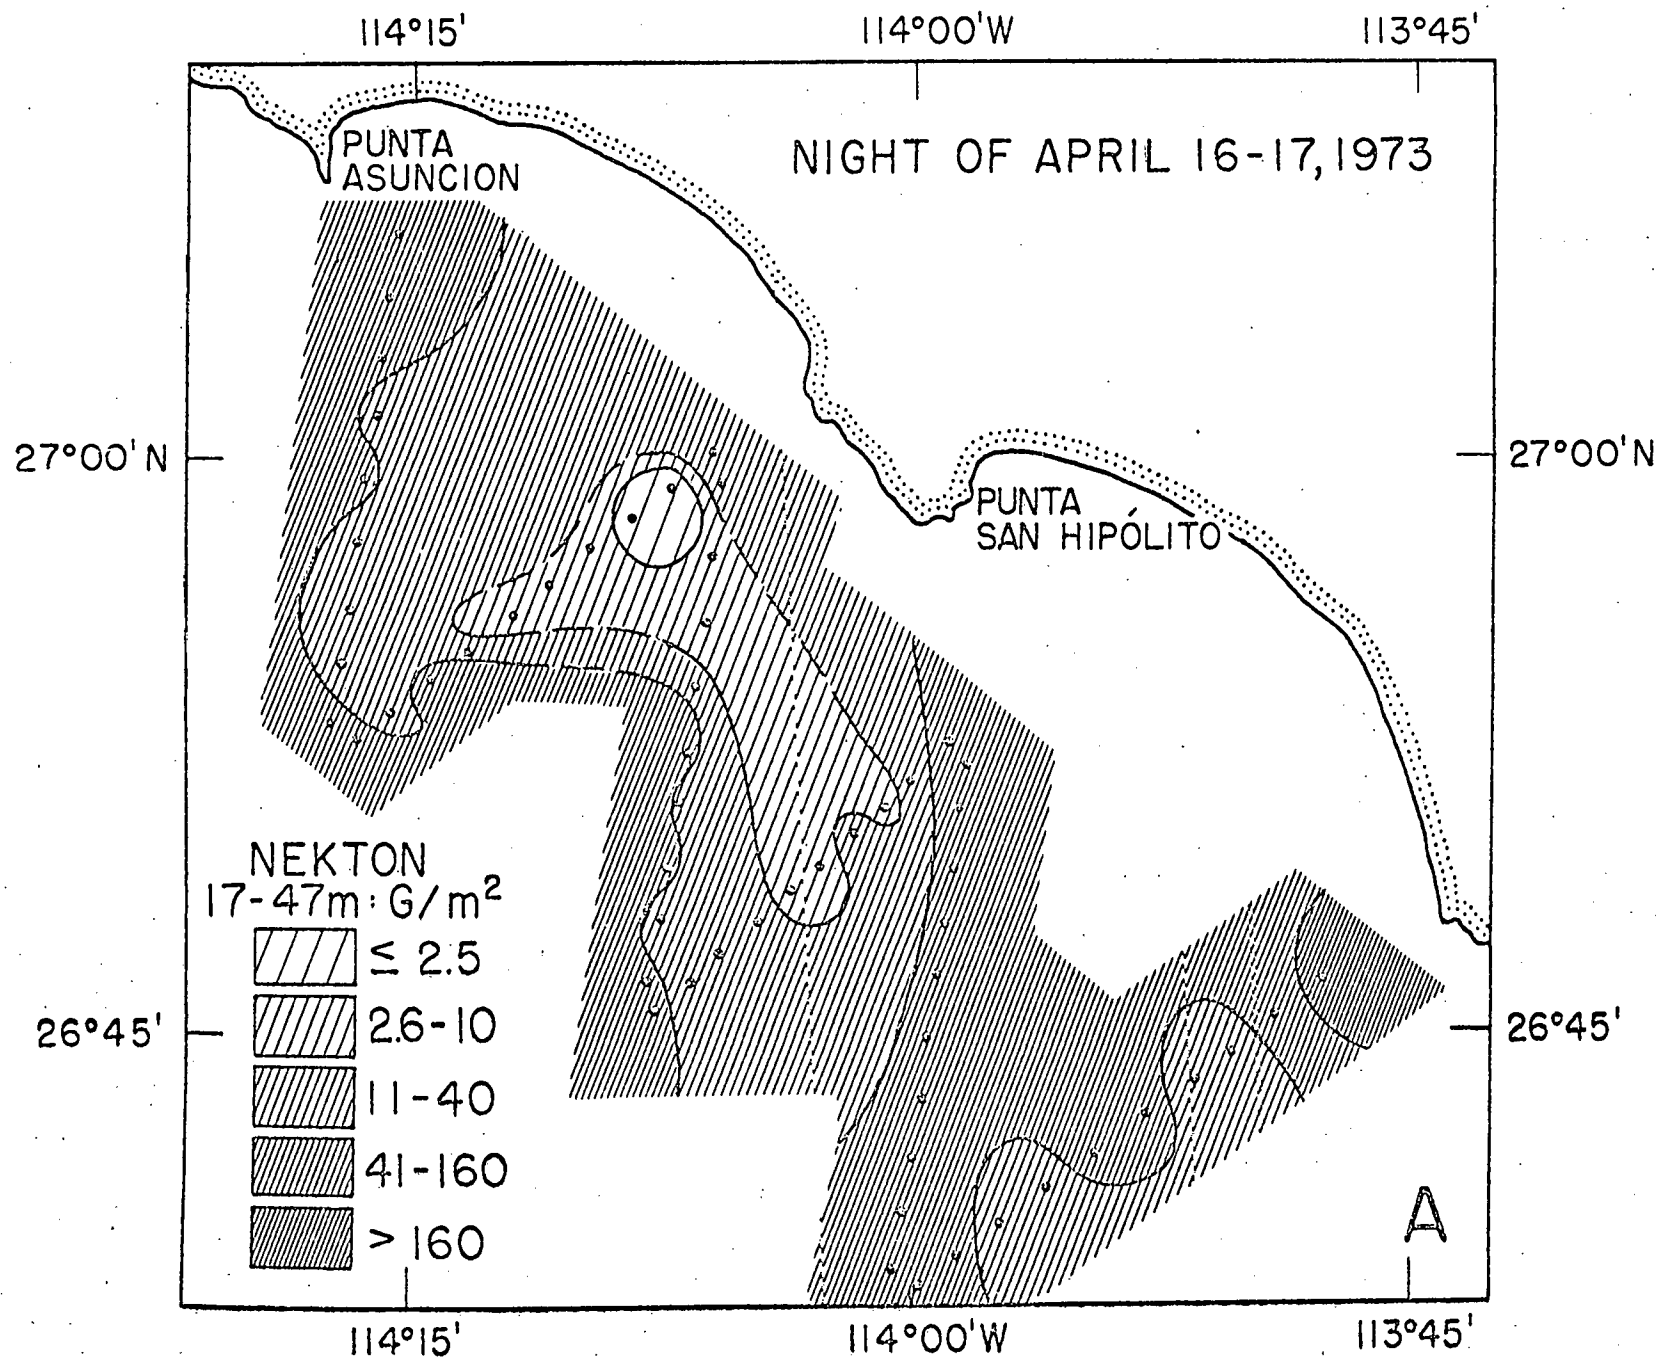 114°15' 114°00'W 113°45'
PUNTA
ASUNCION
NIGHT OF APRIL 16-17, 1973
27°00'N 27°00'N
PUNTA
SAN HIPÓLITO
NEKTON
17-47m: G/m²
≤ 2.5
2.6-10
26°45' 26°45'
11-40
41-160
> 160
A
114°15' 114°00'W 113°45'